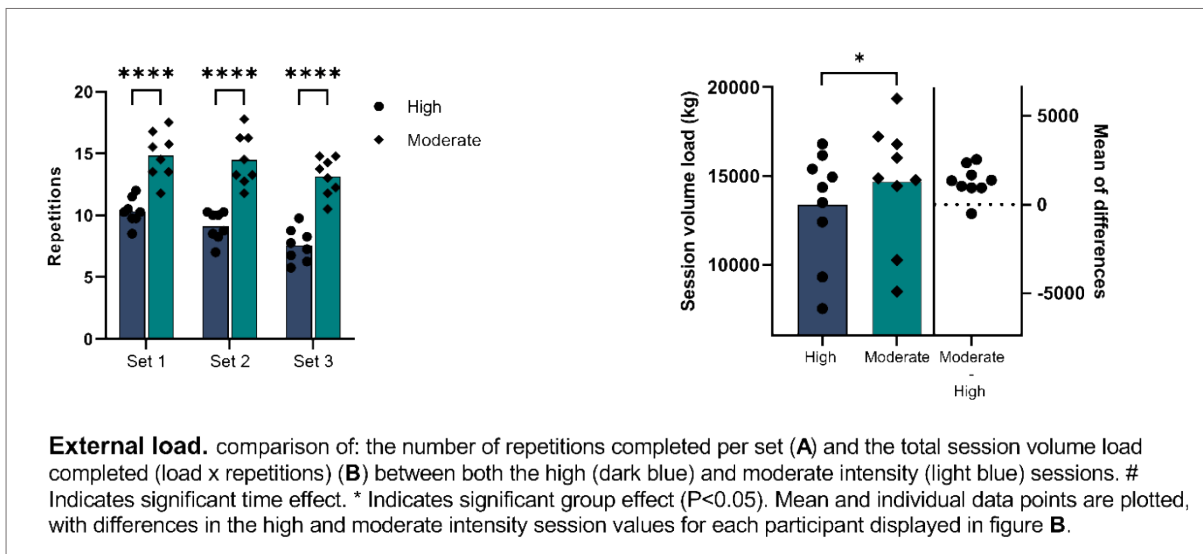 **** **** ****
20
15
10
5
0
Repetitions
Set 1 Set 2 Set 3
High
Moderate
*
20000
15000
10000
Session volume load (kg)
5000
0
-5000
Mean of differences
High Moderate Moderate
-
High
External load. comparison of: the number of repetitions completed per set (A) and the total session volume load
completed (load x repetitions) (B) between both the high (dark blue) and moderate intensity (light blue) sessions. #
Indicates significant time effect. * Indicates significant group effect (P<0.05). Mean and individual data points are plotted,
with differences in the high and moderate intensity session values for each participant displayed in figure B.